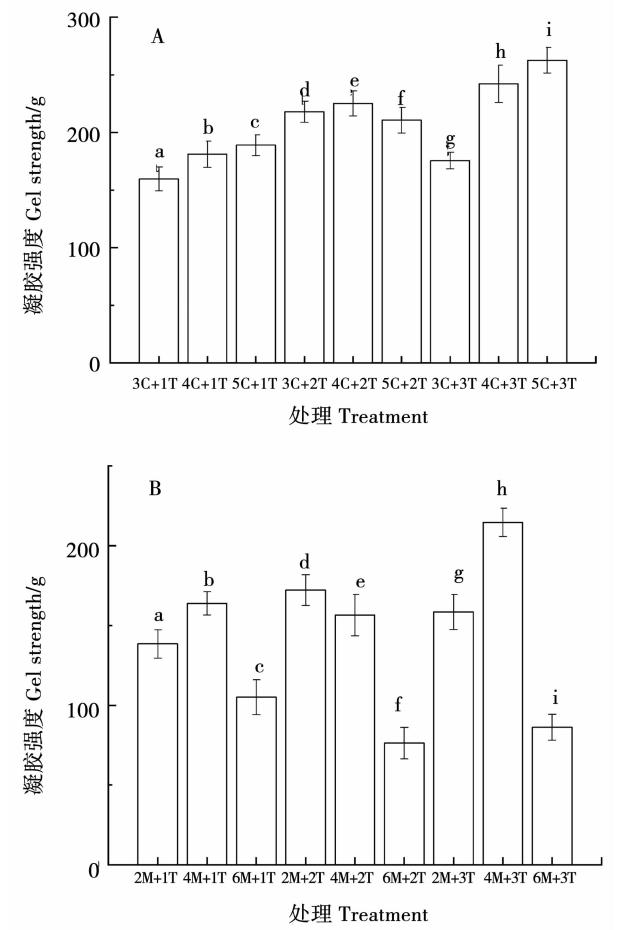 300
A
i
h
e
d
f
200
c
b
g
a
凝胶强度 Gel strength/g
100
0
3C+1T 4C+1T 5C+1T 3C+2T 4C+2T 5C+2T 3C+3T 4C+3T 5C+3T
处理 Treatment
B
h
200
d
b
e
g
a
c
凝胶强度 Gel strength/g
100
f
i
0
2M+1T 4M+1T 6M+1T 2M+2T 4M+2T 6M+2T 2M+3T 4M+3T 6M+3T
处理 Treatment